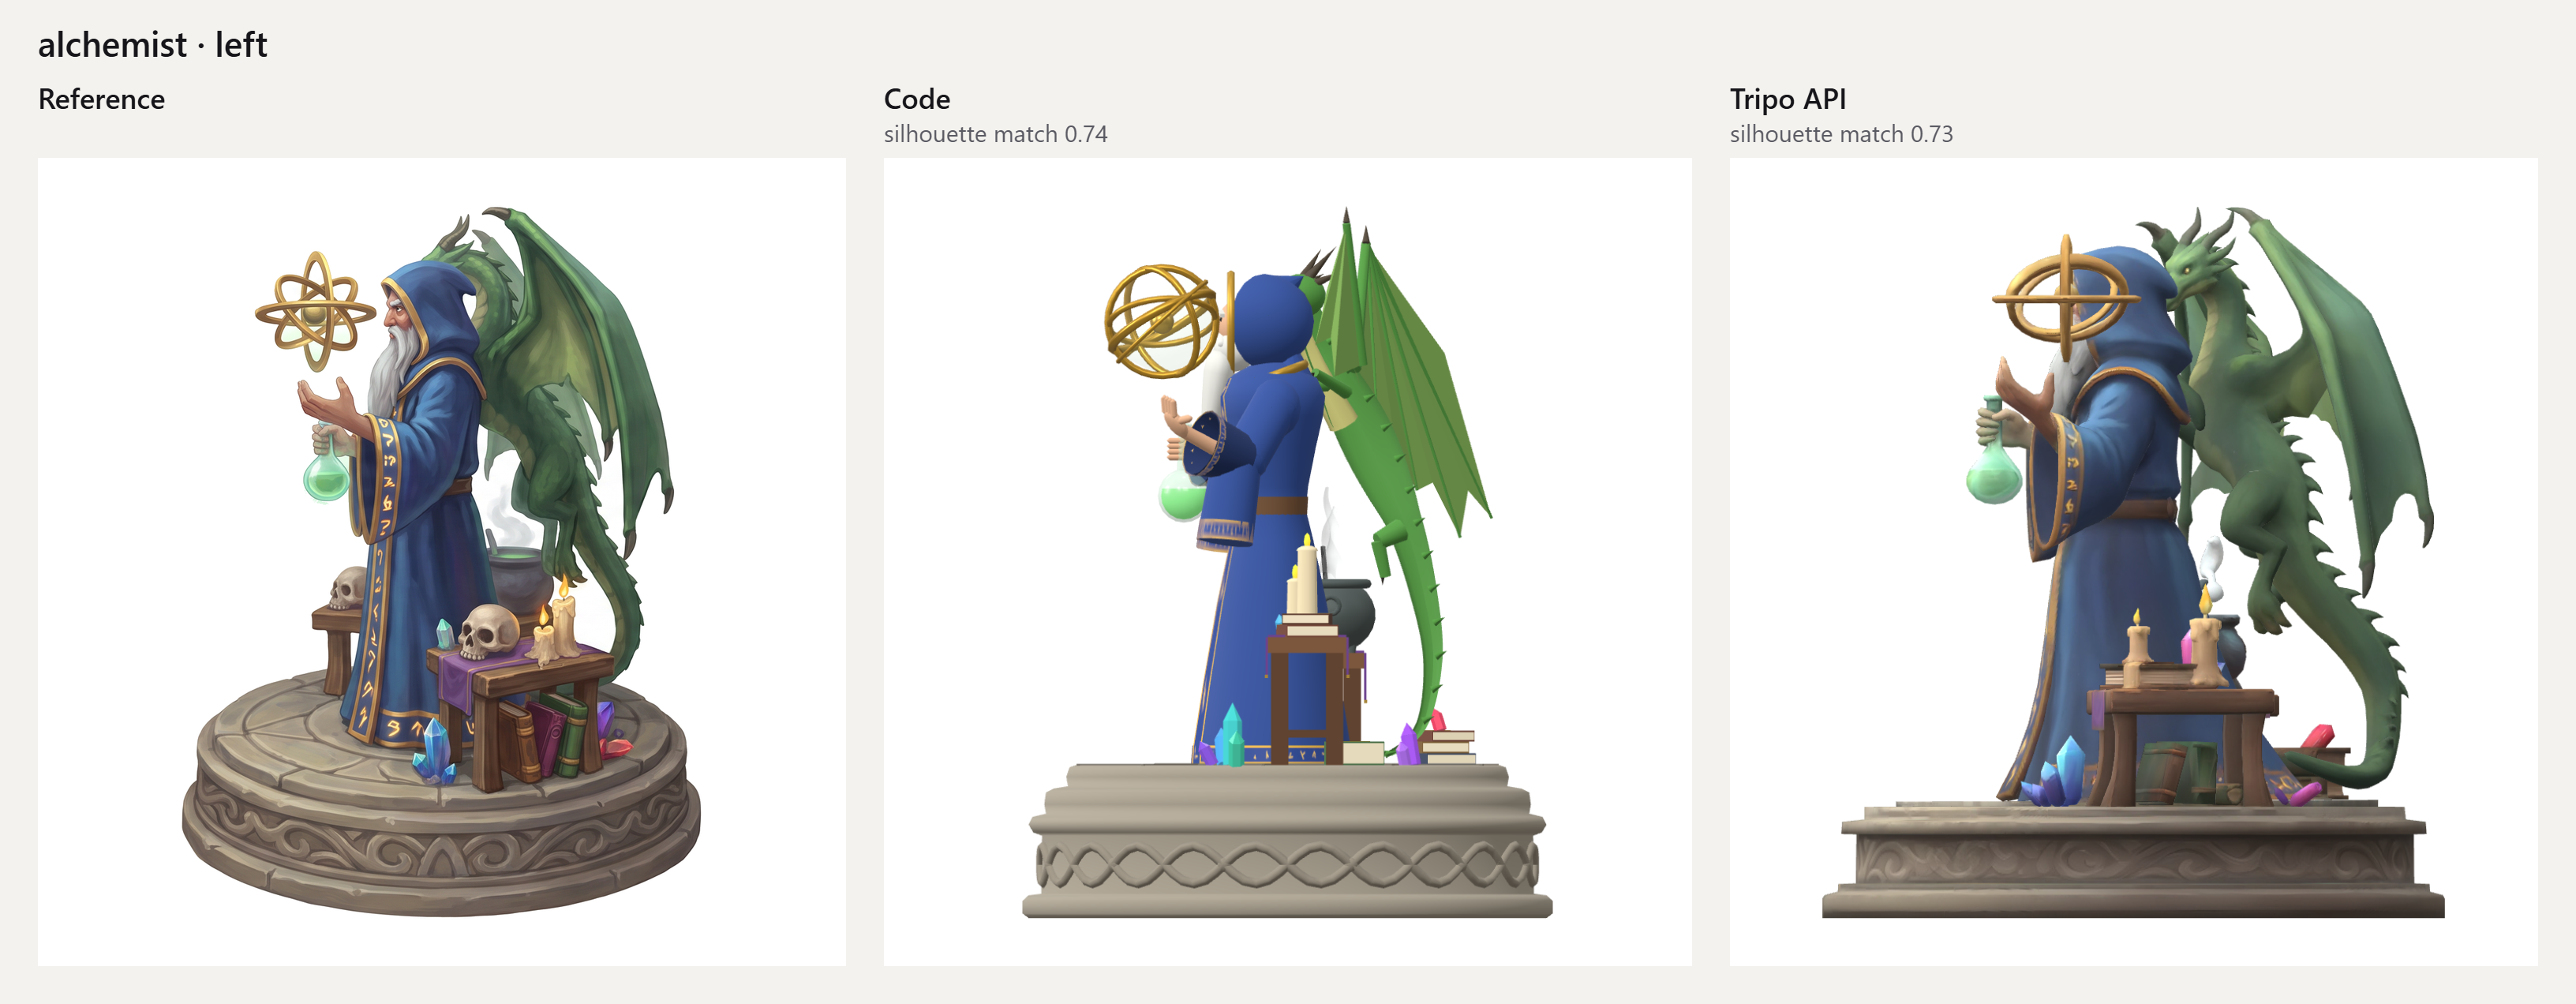 alchemist · left
Reference
Code
silhouette match 0.74
Tripo API
silhouette match 0.73